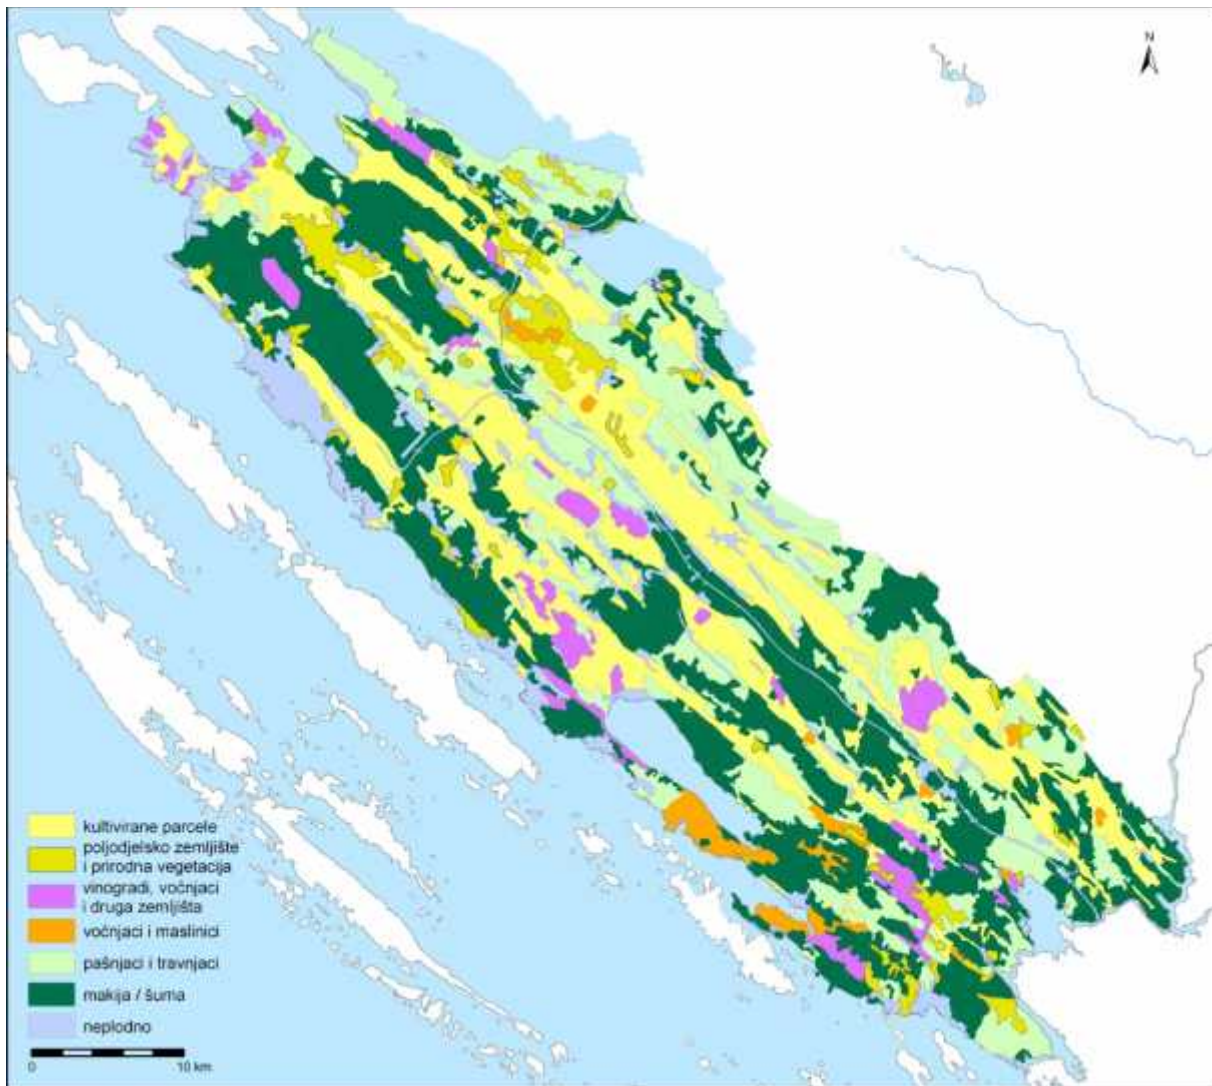 N
kultivirane parcele
poljodjelsko zemljište
i prirodna vegetacija
vinogradi, voćnjaci
i druga zemljišta
voćnjaci i maslinici
pašnjaci i travnjaci
makija / šuma
neplodno
0 10 km